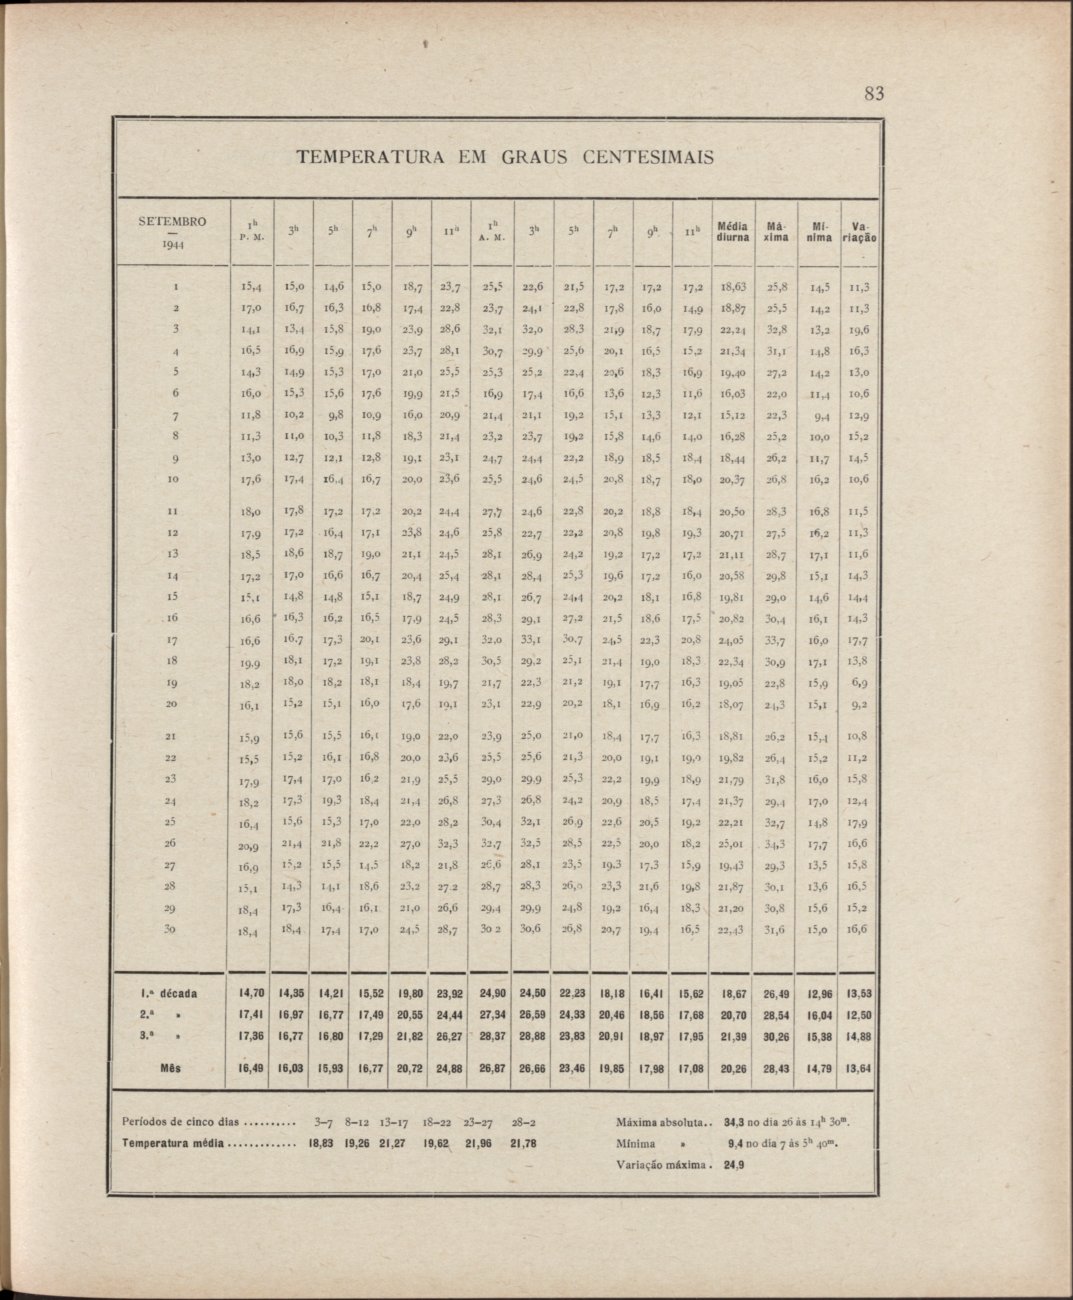 83
TEMPERATURA EM GRAUS CENTESIMAIS
SETEMBRO — 1944 1h P. M. 3h 5h 7h 9h 11h 1h A. M. 3h 5h 7h 9h 11h Média diurna Má-xima Mí-nima Va-riação
1 15,4 15,0 14,6 15,0 18,7 23,7 25,5 22,6 21,5 17,2 17,2 17,2 18,63 25,8 14,5 11,3
2 17,0 16,7 16,3 16,8 17,4 22,8 23,7 24,1 22,8 17,8 16,0 14,9 18,87 25,5 14,2 11,3
3 14,1 13,4 15,8 19,0 23,9 28,6 32,1 32,0 28,3 21,9 18,7 17,9 22,24 32,8 13,2 19,6
4 16,5 16,9 15,9 17,6 23,7 28,1 30,7 29,9 25,6 20,1 16,5 15,2 21,34 31,1 14,8 16,3
5 14,3 14,9 15,3 17,0 21,0 25,5 25,3 25,2 22,4 20,6 18,3 16,9 19,40 27,2 14,2 13,0
6 16,0 15,3 15,6 17,6 19,9 21,5 16,9 17,4 16,6 13,6 12,3 11,6 16,03 22,0 11,4 10,6
7 11,8 10,2 9,8 10,9 16,0 20,9 21,4 21,1 19,2 15,1 13,3 12,1 15,12 22,3 9,4 12,9
8 11,3 11,0 10,3 11,8 18,3 21,4 23,2 23,7 19,2 15,8 14,6 14,0 16,28 25,2 10,0 15,2
9 13,0 12,7 12,1 12,8 19,1 23,1 24,7 24,4 22,2 18,9 18,5 18,4 18,44 26,2 11,7 14,5
10 17,6 17,4 16,4 16,7 20,0 23,6 25,5 24,6 24,5 20,8 18,7 18,0 20,37 26,8 16,2 10,6
11 18,0 17,8 17,2 17,2 20,2 24,4 27,7 24,6 22,8 20,2 18,8 18,4 20,50 28,3 16,8 11,5
12 17,9 17,2 16,4 17,1 23,8 24,6 25,8 22,7 22,2 20,8 19,8 19,3 20,71 27,5 16,2 11,3
13 18,5 18,6 18,7 19,0 21,1 24,5 28,1 26,9 24,2 19,2 17,2 17,2 21,11 28,7 17,1 11,6
14 17,2 17,0 16,6 16,7 20,4 25,4 28,1 28,4 25,3 19,6 17,2 16,0 20,58 29,8 15,1 14,3
15 15,1 14,8 14,8 15,1 18,7 24,9 28,1 26,7 24,4 20,2 18,1 16,8 19,81 29,0 14,6 14,4
16 16,6 16,3 16,2 16,5 17,9 24,5 28,3 29,1 27,2 21,5 18,6 17,5 20,82 30,4 16,1 14,3
17 16,6 16,7 17,3 20,1 23,6 29,1 32,0 33,1 30,7 24,5 22,3 20,8 24,05 33,7 16,0 17,7
18 19,9 18,1 17,2 19,1 23,8 28,2 30,5 29,2 25,1 21,4 19,0 18,3 22,34 30,9 17,1 13,8
19 18,2 18,0 18,2 18,1 18,4 19,7 21,7 22,3 21,2 19,1 17,7 16,3 19,05 22,8 15,9 6,9
20 16,1 15,2 15,1 16,0 17,6 19,1 23,1 22,9 20,2 18,1 16,9 16,2 18,07 24,3 15,1 9,2
21 15,9 15,6 15,5 16,1 19,0 22,0 23,9 25,0 21,0 18,4 17,7 16,3 18,81 26,2 15,4 10,8
22 15,5 15,2 16,1 16,8 20,0 23,6 25,5 25,6 21,3 20,0 19,1 19,0 19,82 26,4 15,2 11,2
23 17,9 17,4 17,0 16,2 21,9 25,5 29,0 29,9 25,3 22,2 19,9 18,9 21,79 31,8 16,0 15,8
24 18,2 17,3 19,3 18,4 21,4 26,8 27,3 26,8 24,2 20,9 18,5 17,4 21,37 29,4 17,0 12,4
25 16,4 15,6 15,3 17,0 22,0 28,2 30,4 32,1 26,9 22,6 20,5 19,2 22,21 32,7 14,8 17,9
26 20,9 21,4 21,8 22,2 27,0 32,3 32,7 32,5 28,5 22,5 20,0 18,2 25,01 34,3 17,7 16,6
27 16,9 15,2 15,5 14,5 18,2 21,8 26,6 28,1 23,5 19,3 17,3 15,9 19,43 29,3 13,5 15,8
28 15,1 14,3 14,1 18,6 23,2 27 2 28,7 28,3 26,0 23,3 21,6 19,8 21,87 30,1 13,6 16,5
29 18,4 17,3 16,4 16,1 21,0 26,6 29,4 29,9 24,8 19,2 16,4 18,3 21,20 30,8 15,6 15,2
30 18,4 18,4 17,4 17,0 24,5 28,7 30 2 30,6 26,8 20,7 19,4 16,5 22,43 31,6 15,0 16,6
1.ª década 14,70 14,35 14,21 15,52 19,80 23,92 24,90 24,50 22,23 18,18 16,41 15,62 18,67 26,49 12,96 13,53
2.ª » 17,41 16,97 16,77 17,49 20,55 24,44 27,34 26,59 24,33 20,46 18,56 17,68 20,70 28,54 16,04 12,50
3.ª » 17,36 16,77 16,80 17,29 21,82 26,27 28,37 28,88 23,83 20,91 18,97 17,95 21,39 30,26 15,38 14,88
Mês 16,49 16,03 15,93 16,77 20,72 24,88 26,87 26,66 23,46 19,85 17,98 17,08 20,26 28,43 14,79 13,64
Períodos de cinco dias .......... 3–7 8–12 13–17 18–22 23–27 28–2 Máxima absoluta.. 34,3 no dia 26 às 14h 30m.
Temperatura média ............. 18,83 19,26 21,27 19,62 21,96 21,78 Mínima » 9,4 no dia 7 às 5h 40m.
Variação máxima . 24,9